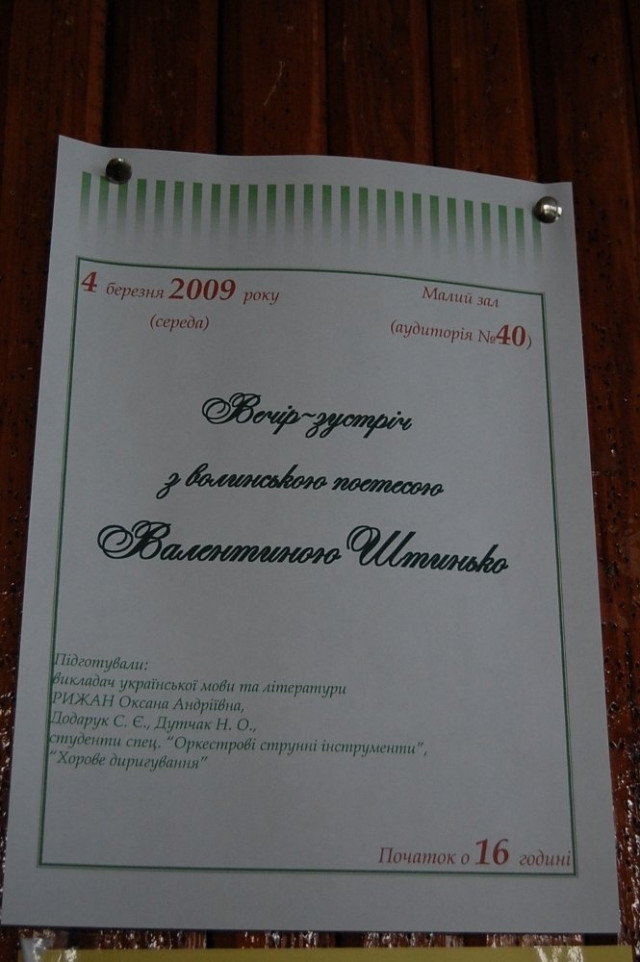 4 березня 2009 року
(середа)
Малий зал
(аудиторія №40)
Вечір~зустріч
з волинською поетесою
Валентиною Штинько
Підготували:
викладач української мови та літератури
РИЖАН Оксана Андріївна,
Додарук С. Є., Дутчак Н. О.,
студенти спец. “Оркестрові струнні інструменти”,
“Хорове диригування”
Початок о 16 годині